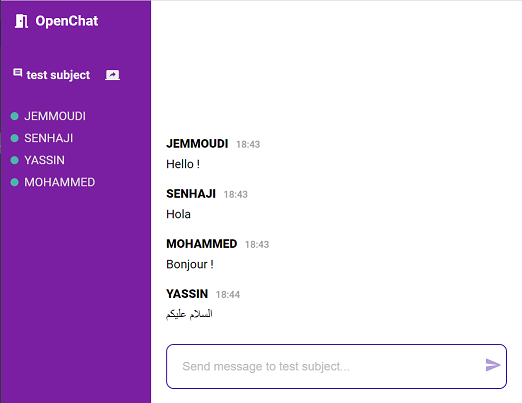 OpenChat
test subject
JEMMOUDI
SENHAJI
YASSIN
MOHAMMED
JEMMOUDI 18:43
Hello !
SENHAJI 18:43
Hola
MOHAMMED 18:43
Bonjour !
YASSIN 18:44
السلام عليكم
Send message to test subject...